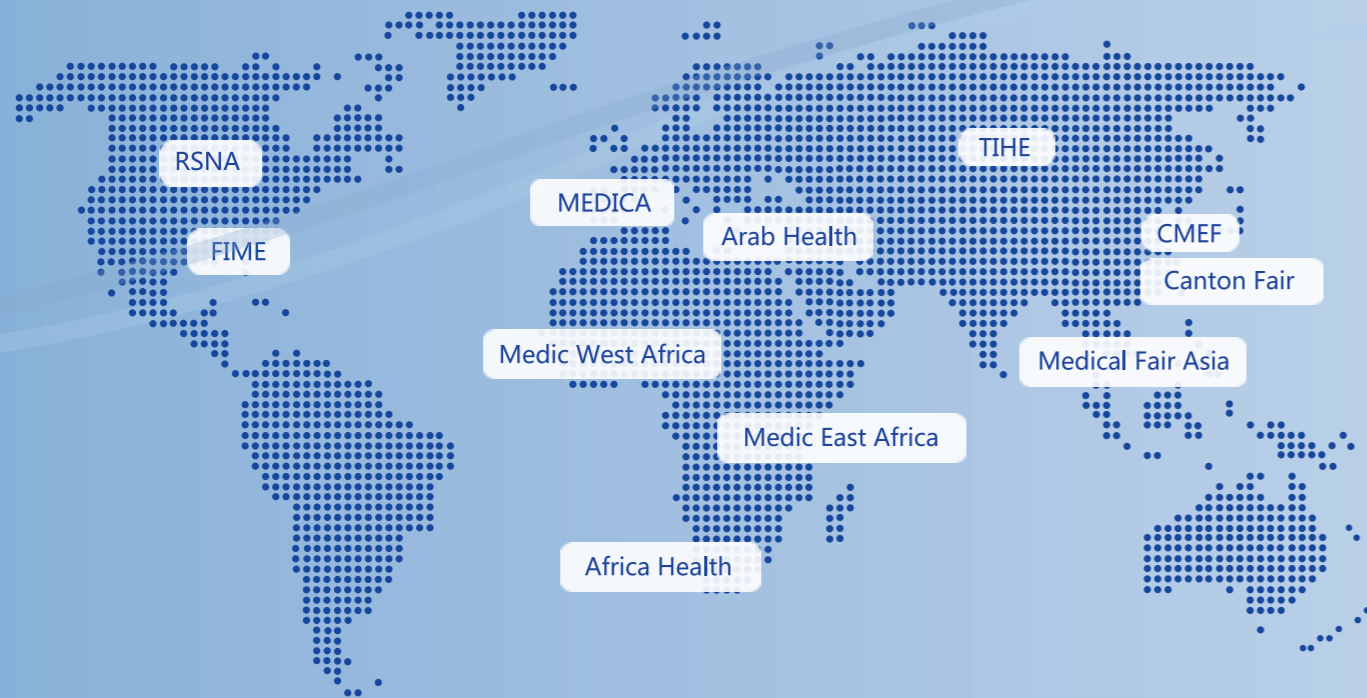 RSNA
TIHE
MEDICA
Arab Health
CMEF
FIME
Canton Fair
Medic West Africa
Medical Fair Asia
Medic East Africa
Africa Health